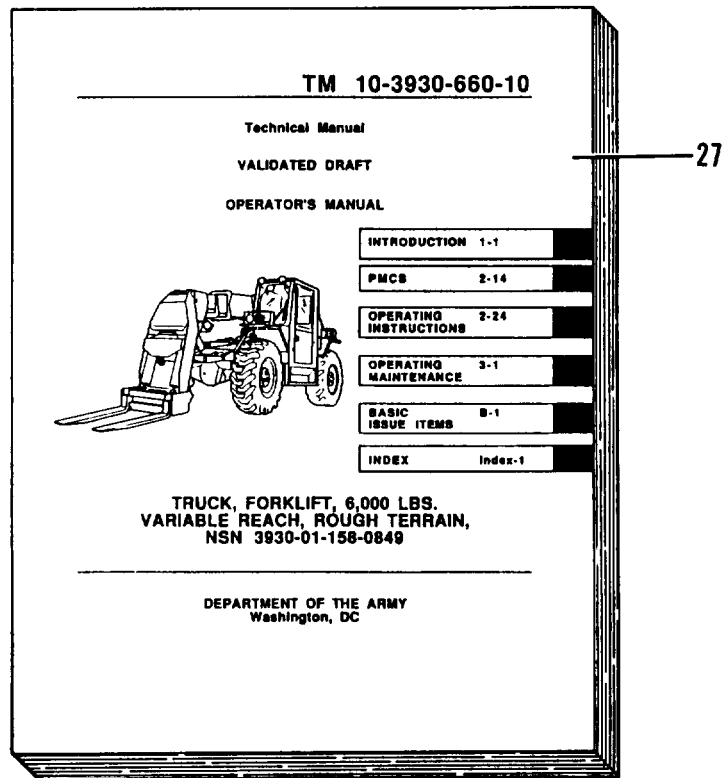 TM 10-3930-660-10
Technical Manual
VALIDATED DRAFT
27
OPERATOR'S MANUAL
INTRODUCTION 1-1
PMCS 2-14
OPERATING 2-24
INSTRUCTIONS
OPERATING 3-1
MAINTENANCE
BASIC B-1
ISSUE ITEMS
INDEX Index-1
TRUCK, FORKLIFT, 6,000 LBS.
VARIABLE REACH, ROUGH TERRAIN,
NSN 3930-01-158-0849
DEPARTMENT OF THE ARMY
Washington, DC